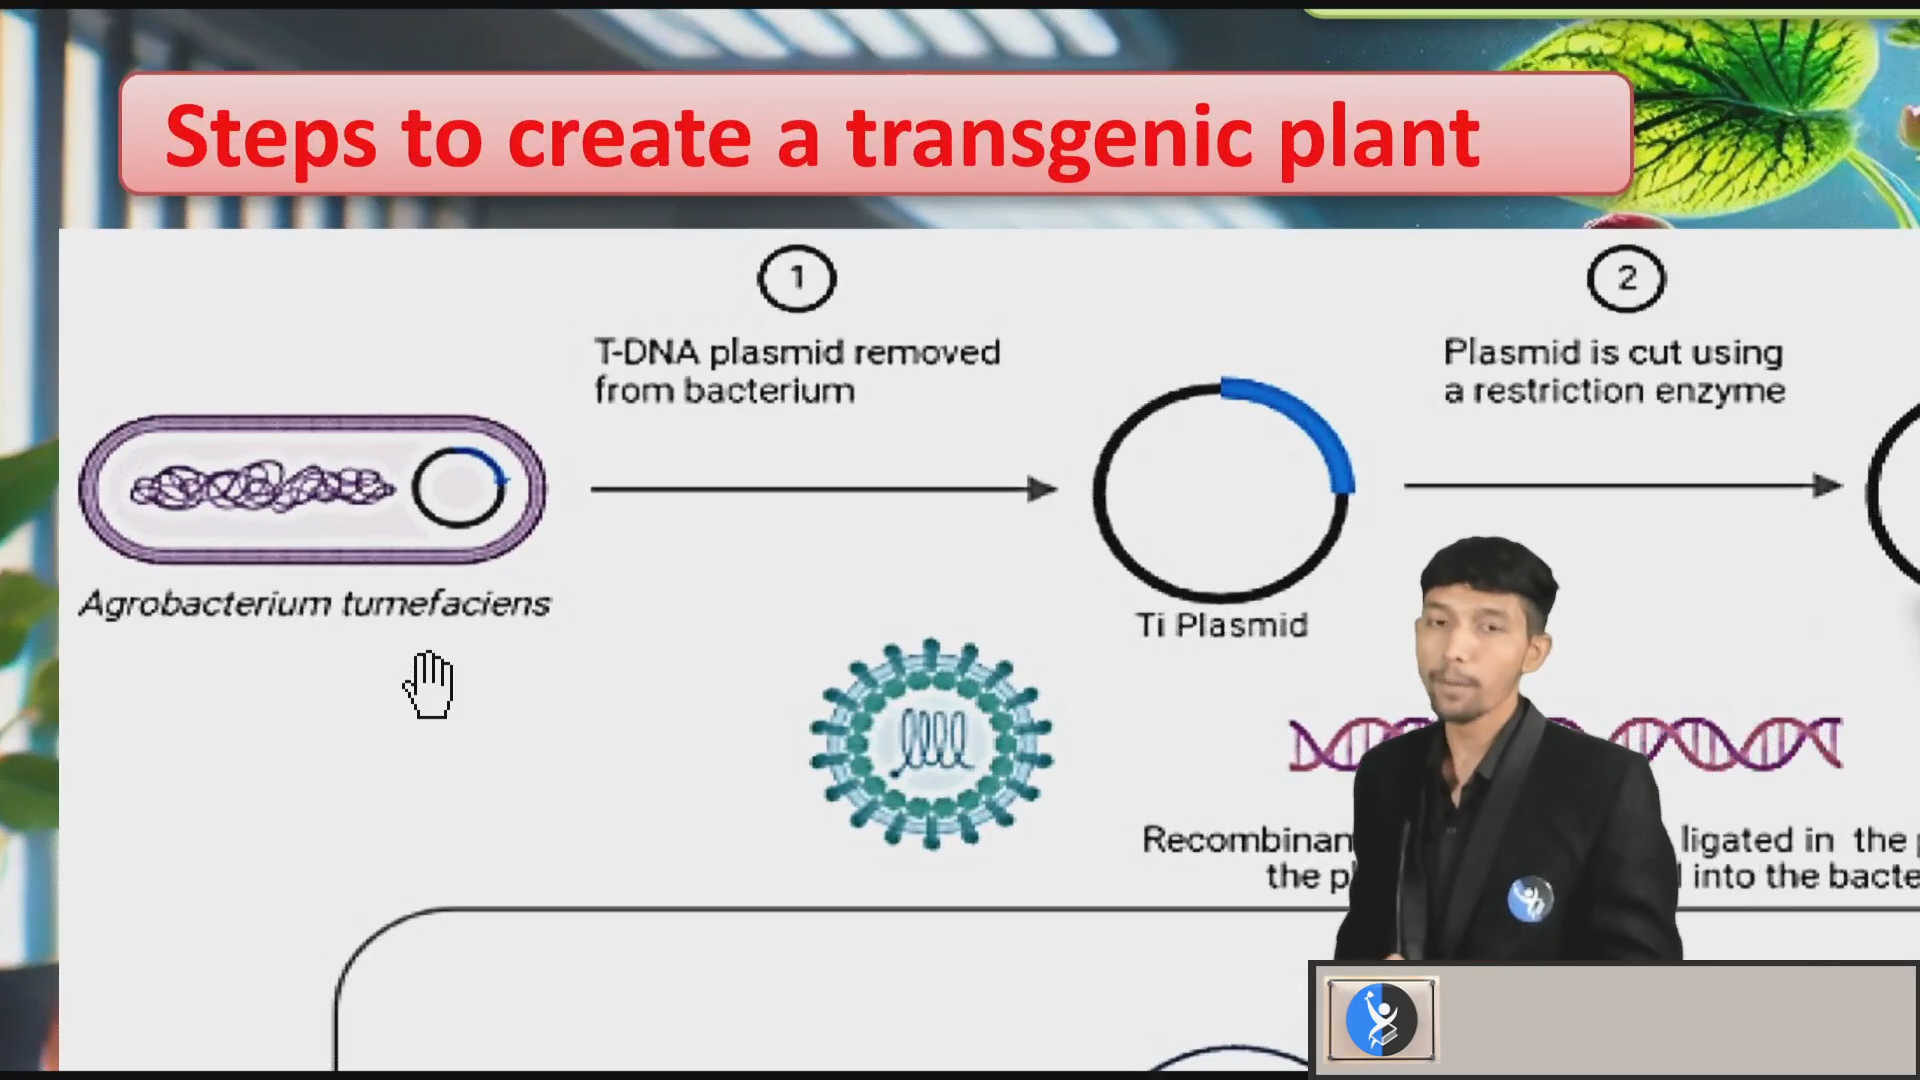 Steps to create a transgenic plant
1
T-DNA plasmid removed
from bacterium
2
Plasmid is cut using
a restriction enzyme
Agrobacterium tumefaciens
Ti Plasmid
ligated in the
the
into the